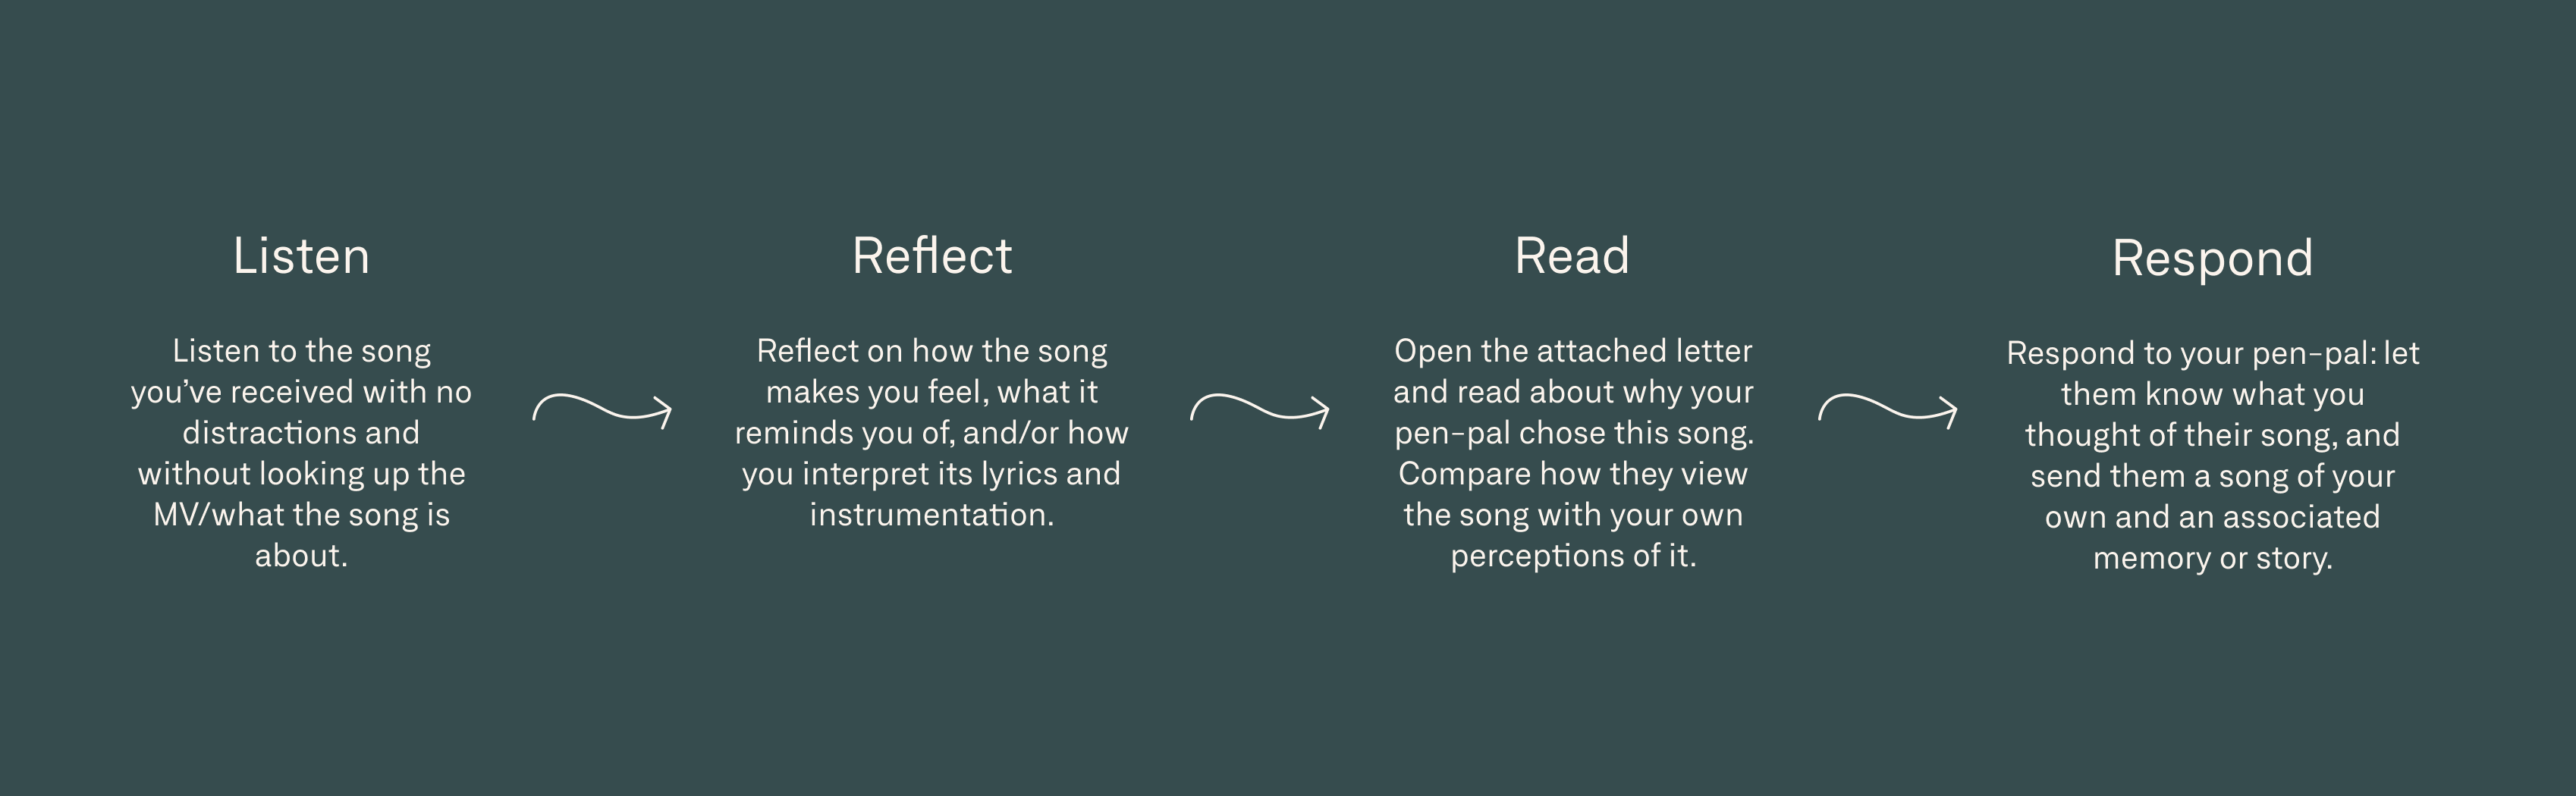 Listen
Listen to the song
you’ve received with no
distractions and
without looking up the
MV/what the song is
about.
Reflect
Reflect on how the song
makes you feel, what it
reminds you of, and/or how
you interpret its lyrics and
instrumentation.
Read
Open the attached letter
and read about why your
pen-pal chose this song.
Compare how they view
the song with your own
perceptions of it.
Respond
Respond to your pen-pal: let
them know what you
thought of their song, and
send them a song of your
own and an associated
memory or story.